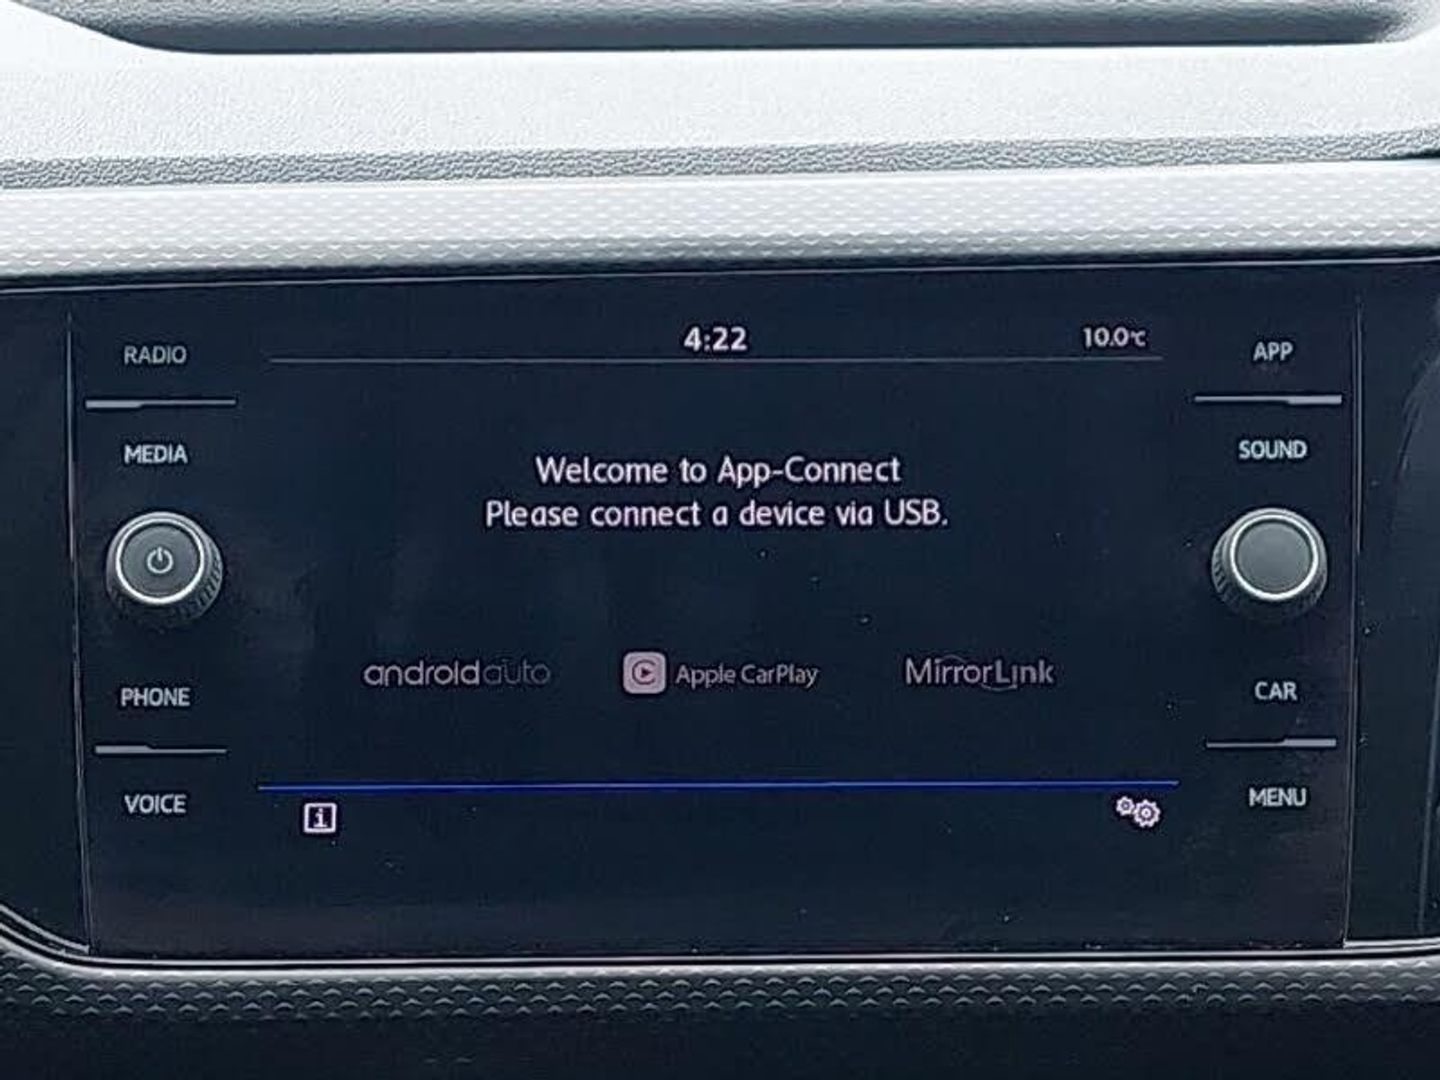 RADIO
4:22
10.0°C
APP
MEDIA
SOUND
Welcome to App-Connect
Please connect a device via USB.
androidauto
Apple CarPlay
MirrorLink
PHONE
CAR
VOICE
i
MENU